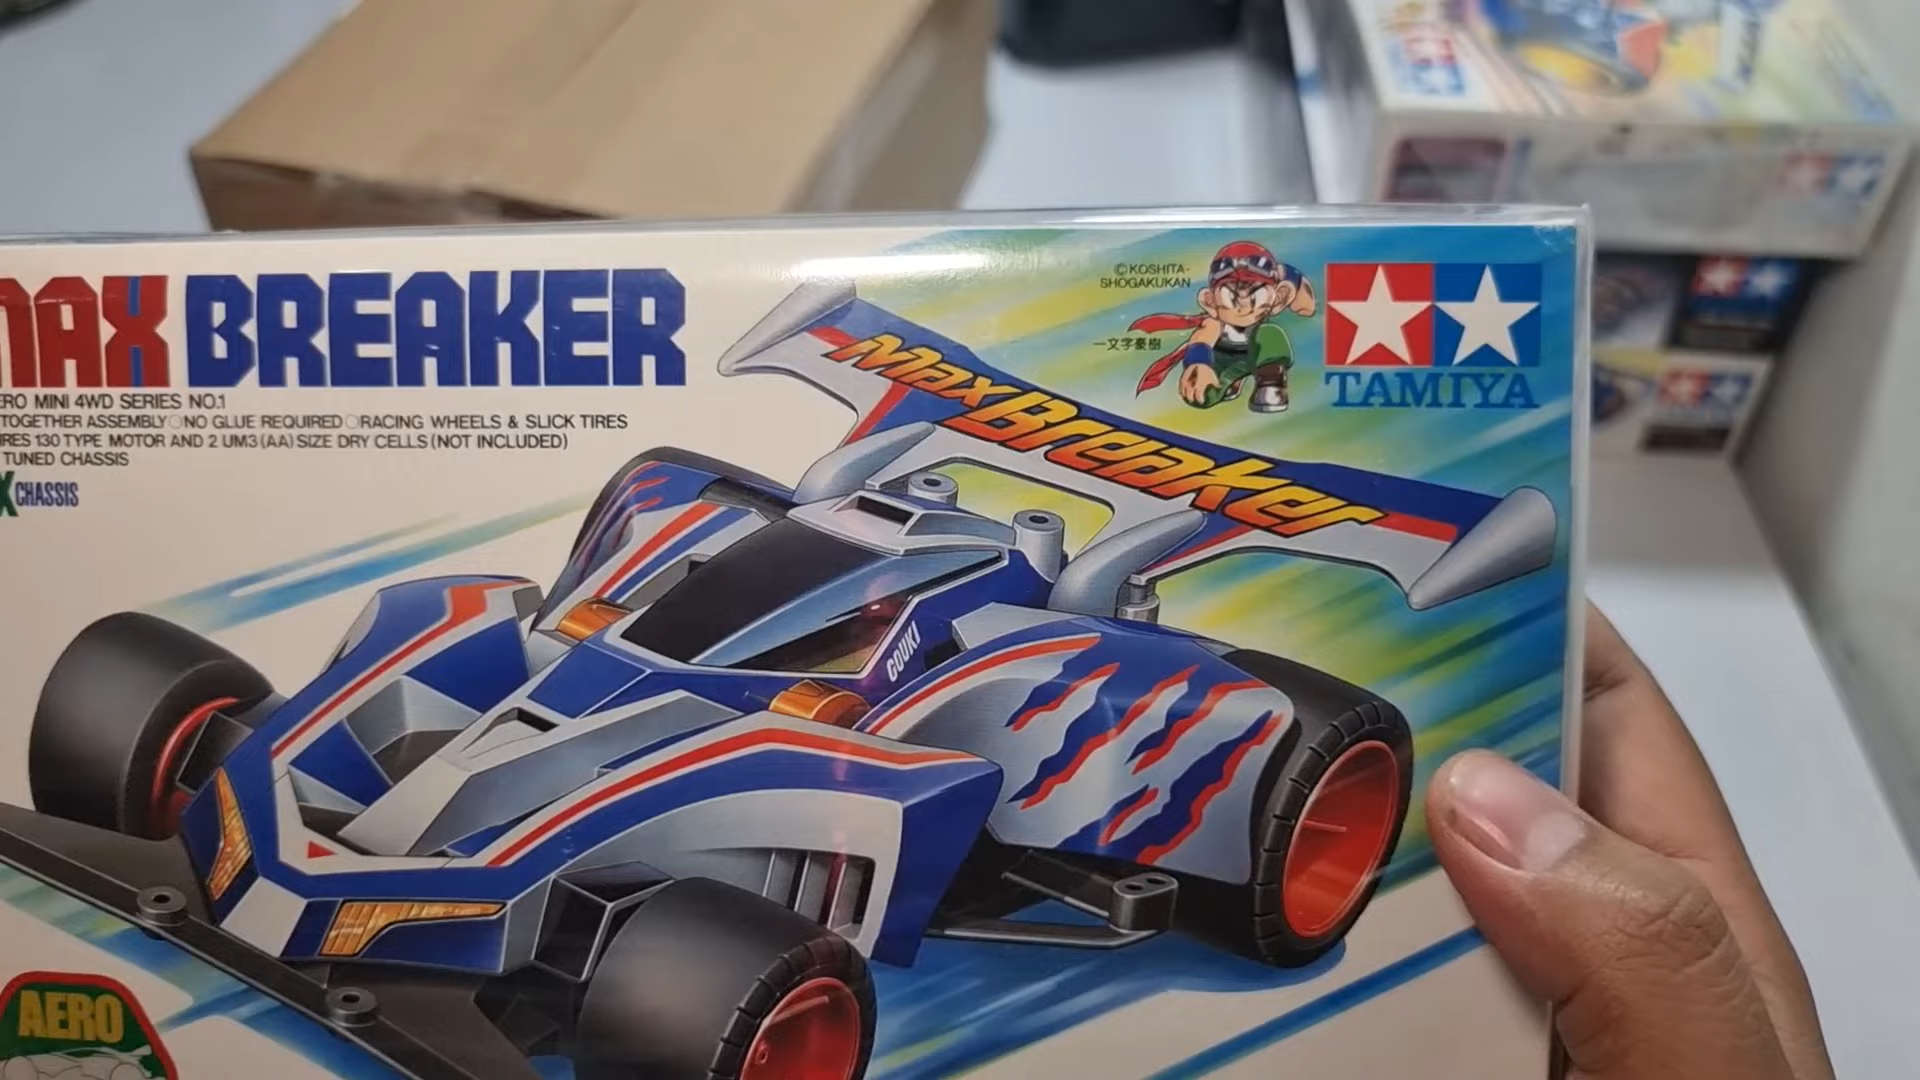 MAX BREAKER
ERO MINI 4WD SERIES NO.1
TOGETHER ASSEMBLY○NO GLUE REQUIRED○RACING WHEELS & SLICK TIRES
IRES 130 TYPE MOTOR AND 2 UM3 (AA) SIZE DRY CELLS (NOT INCLUDED)
TUNED CHASSIS
X CHASSIS
©KOSHITA-
SHOGAKUKAN
一文字豪樹
TAMIYA
MaxBreaker
GOUKI
AERO